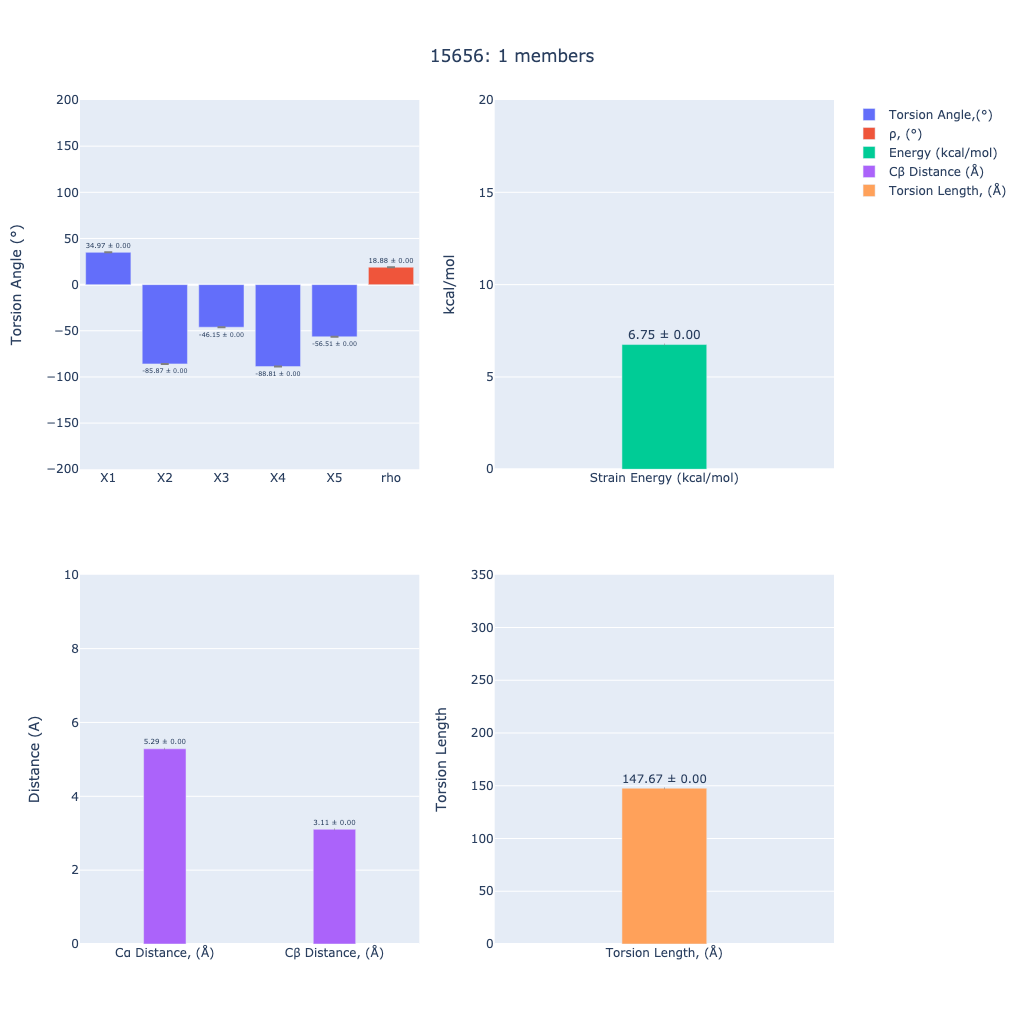 15656: 1 members
200
150
100
50
0
−50
−100
−150
−200
Torsion Angle (°)
34.97 ± 0.00
-85.87 ± 0.00
-46.15 ± 0.00
-88.81 ± 0.00
-56.51 ± 0.00
18.88 ± 0.00
X1 X2 X3 X4 X5 rho
20
15
10
5
0
kcal/mol
6.75 ± 0.00
Strain Energy (kcal/mol)
Torsion Angle,(°)
ρ, (°)
Energy (kcal/mol)
Cβ Distance (Å)
Torsion Length, (Å)
10
8
6
4
2
0
Distance (A)
5.29 ± 0.00
3.11 ± 0.00
Cα Distance, (Å) Cβ Distance, (Å)
350
300
250
200
150
100
50
0
Torsion Length
147.67 ± 0.00
Torsion Length, (Å)